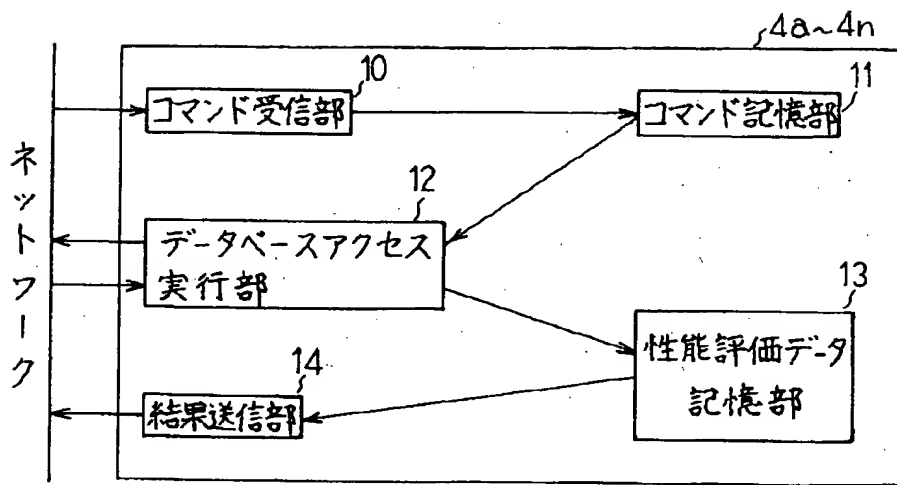 4a~4n
10
コマンド受信部
11
コマンド記憶部
ネットワーク
12
データベースアクセス
実行部
13
性能評価データ
記憶部
14
結果送信部